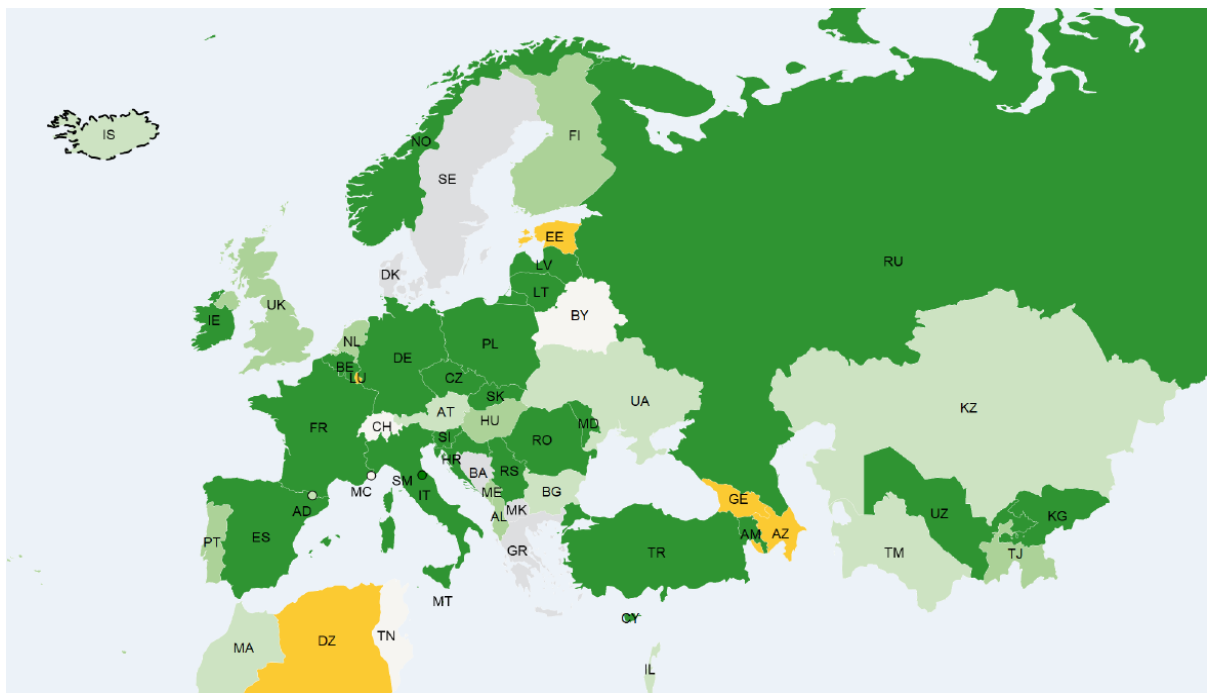 IS
NO
FI
SE
EE
RU
LV
DK
LT
UK
BY
IE
NL
PL
DE
BE
LU
CZ
SK
UA
AT
KZ
HU
CH
MD
FR
SI
RO
HR
RS
BA
SM
MC
ME
BG
IT
GE
AD
MK
UZ
KG
AL
ES
AM
AZ
PT
GR
TR
TM
TJ
MT
CY
TN
DZ
MA
IL